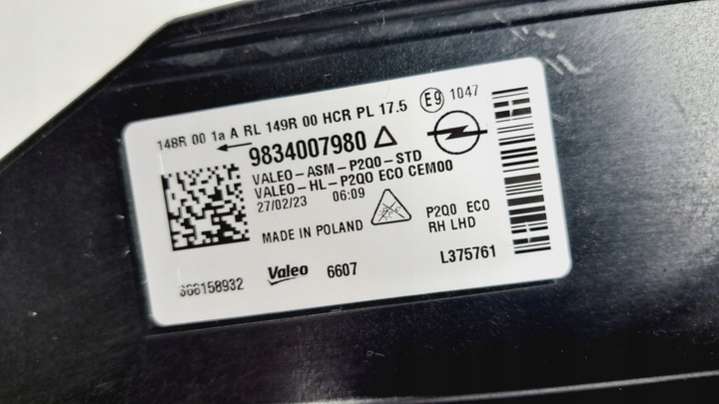 148R 00 1a A RL 149R 00 HCR PL 17.5
E9 1047
9834007980
VALEO-ASM-P2Q0-STD
VALEO-HL-P2Q0 ECO CEM00
27/02/23 06:09
MADE IN POLAND
P2Q0 ECO
RH LHD
366158932
Valeo
6607
L375761